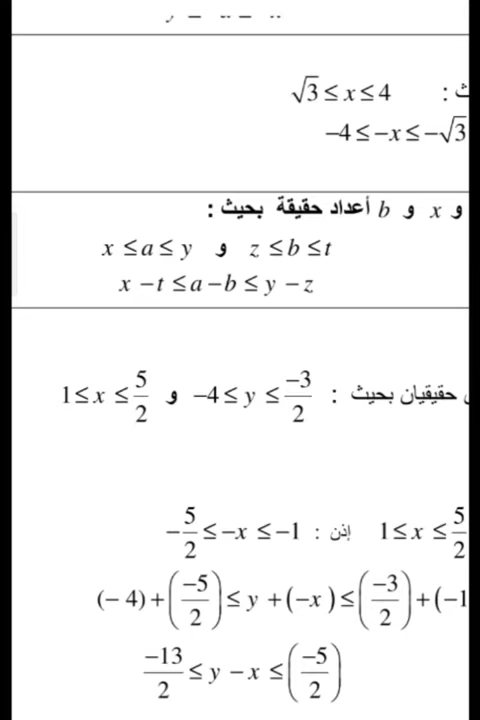 ث : √3 ≤ x ≤ 4
−4 ≤ −x ≤ −√3
و x و b أعداد حقيقة بحيث :
x ≤ a ≤ y و z ≤ b ≤ t
x − t ≤ a − b ≤ y − z
حقيقيان بحيث : −4 ≤ y ≤ −3/2 و 1 ≤ x ≤ 5/2
1 ≤ x ≤ 5/2 إذن : −5/2 ≤ −x ≤ −1
(−4) + (−5/2) ≤ y + (−x) ≤ (−3/2) + (−1
−13/2 ≤ y − x ≤ (−5/2)